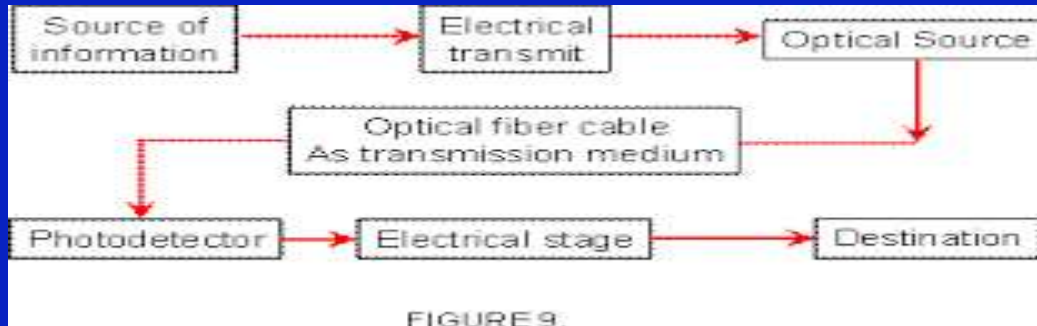 Source of
information
Electrical
transmit
Optical Source
Optical fiber cable
As transmission medium
Photodetector
Electrical stage
Destination
FIGURE 9